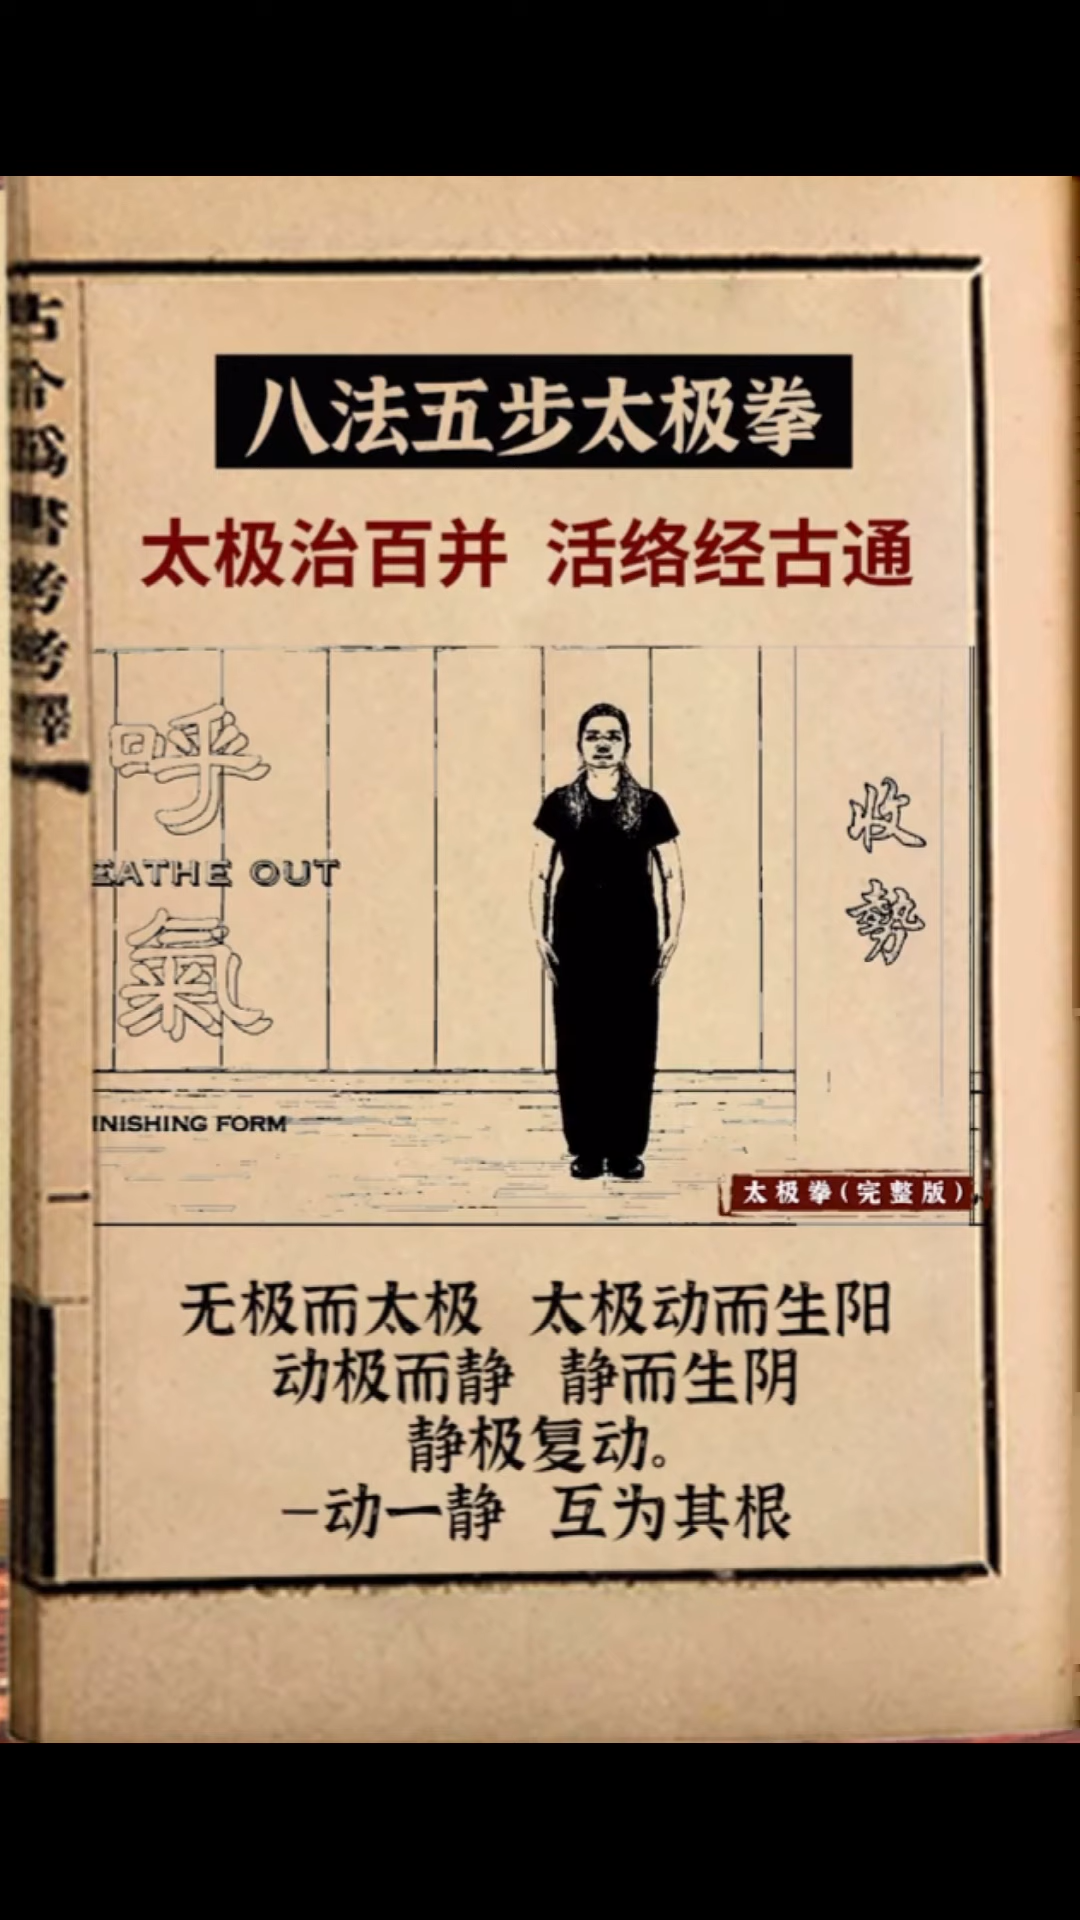 八法五步太极拳
太极治百并 活络经古通
呼
EATHE OUT
氣
收
勢
INISHING FORM
太极拳(完整版)
无极而太极 太极动而生阳
动极而静 静而生阴
静极复动。
一动一静 互为其根